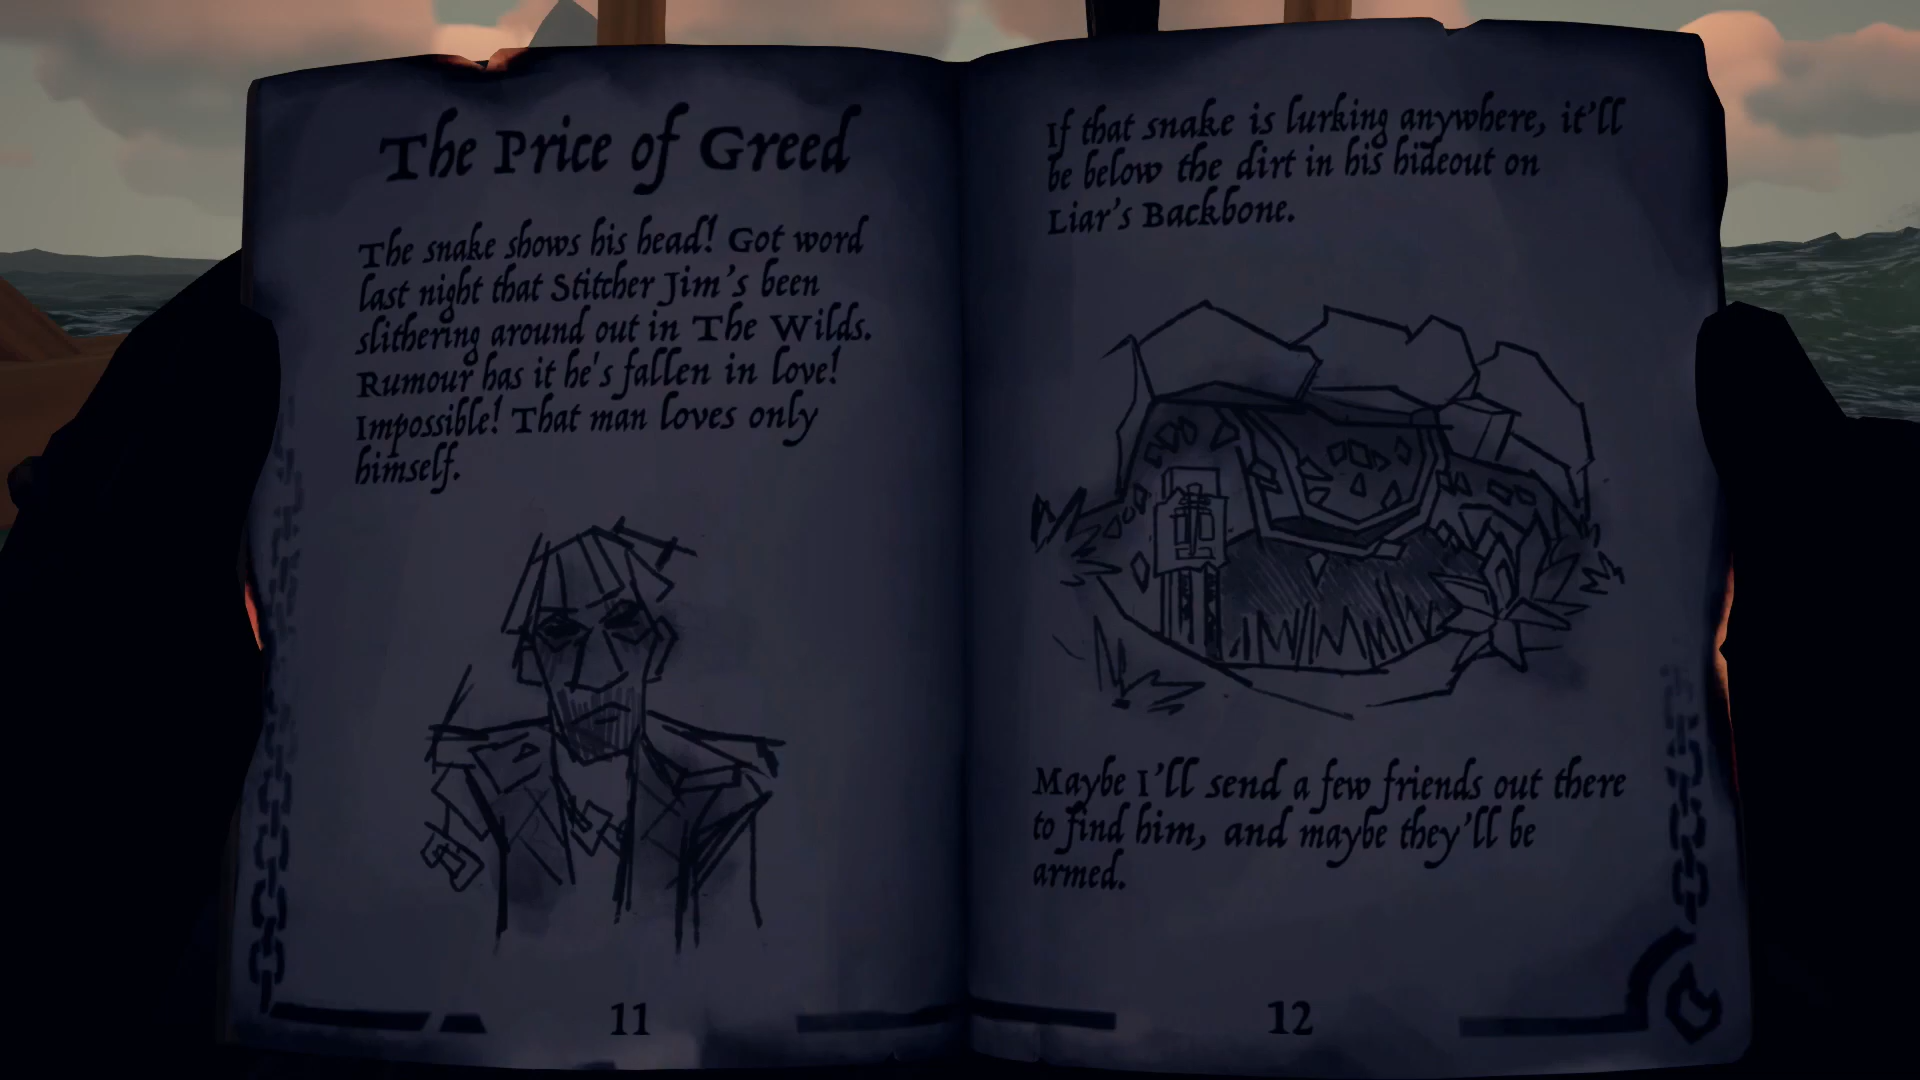 The Price of Greed
The snake shows his head! Got word
last night that Stitcher Jim's been
slithering around out in The Wilds.
Rumour has it he's fallen in love!
Impossible! That man loves only
himself.
11
If that snake is lurking anywhere, it'll
be below the dirt in his hideout on
Liar's Backbone.
Maybe I'll send a few friends out there
to find him, and maybe they'll be
armed.
12